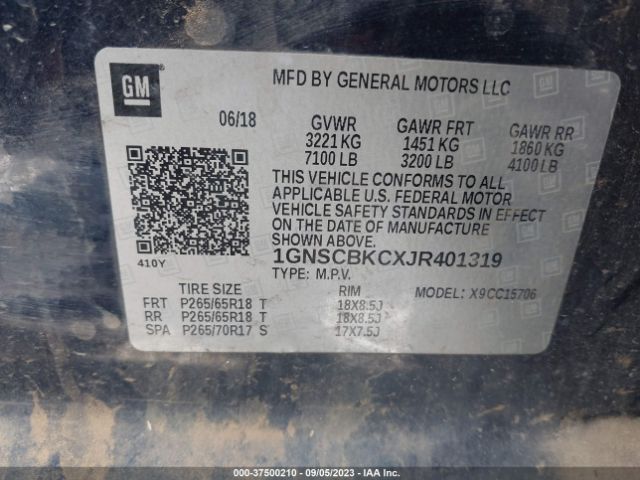 GM
MFD BY GENERAL MOTORS LLC
06/18 GVWR GAWR FRT GAWR RR
3221 KG 1451 KG 1860 KG
7100 LB 3200 LB 4100 LB
THIS VEHICLE CONFORMS TO ALL
APPLICABLE U.S. FEDERAL MOTOR
VEHICLE SAFETY STANDARDS IN EFFECT
ON THE DATE OF MANUFACTURE
SHOWN ABOVE.
1GNSCBKCXJR401319
410Y
TYPE: M.P.V.
TIRE SIZE RIM MODEL: X9CC15706
FRT P265/65R18 T 18X8.5J
RR P265/65R18 T 18X8.5J
SPA P265/70R17 S 17X7.5J
000-37500210 - 09/05/2023 - IAA Inc.